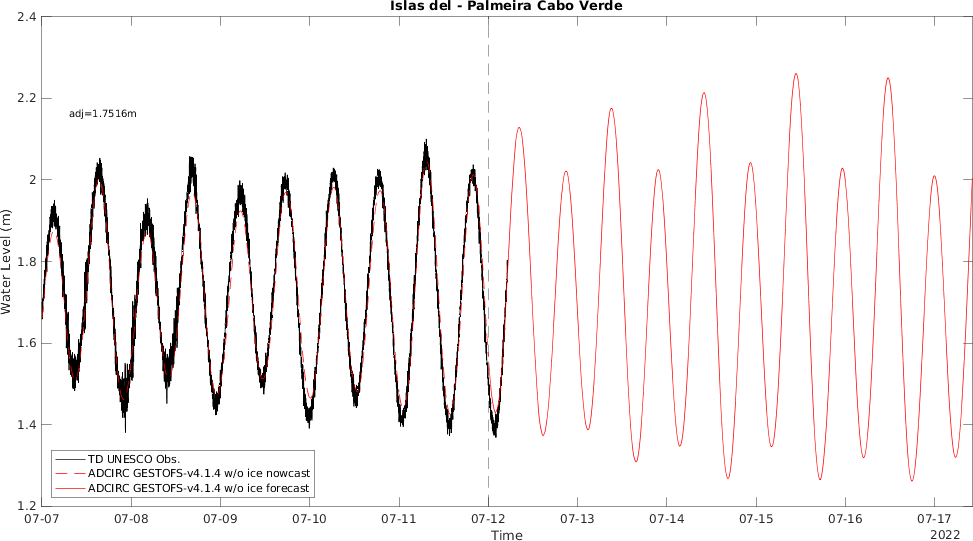 Islas del - Palmeira Cabo Verde
2.4
2.2
2
1.8
1.6
1.4
1.2
Water Level (m)
adj=1.7516m
TD UNESCO Obs.
ADCIRC GESTOFS-v4.1.4 w/o ice nowcast
ADCIRC GESTOFS-v4.1.4 w/o ice forecast
07-07 07-08 07-09 07-10 07-11 07-12 07-13 07-14 07-15 07-16 07-17
Time
2022